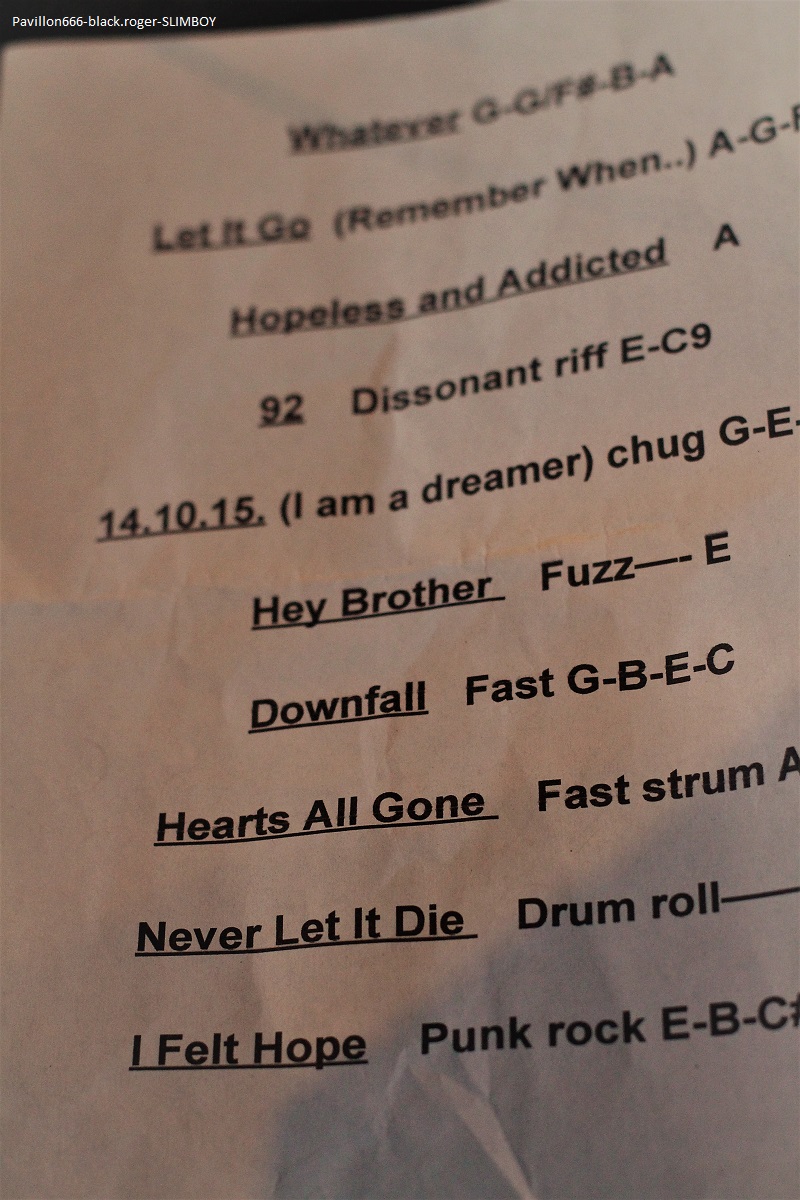 Pavillon666-black.roger-SLIMBOY
Whatever G-G/F#-B-A
Let It Go (Remember When..) A-G-F
Hopeless and Addicted A
92 Dissonant riff E-C9
14.10.15. (I am a dreamer) chug G-E-
Hey Brother Fuzz—-- E
Downfall Fast G-B-E-C
Hearts All Gone Fast strum A
Never Let It Die Drum roll——
I Felt Hope Punk rock E-B-C#